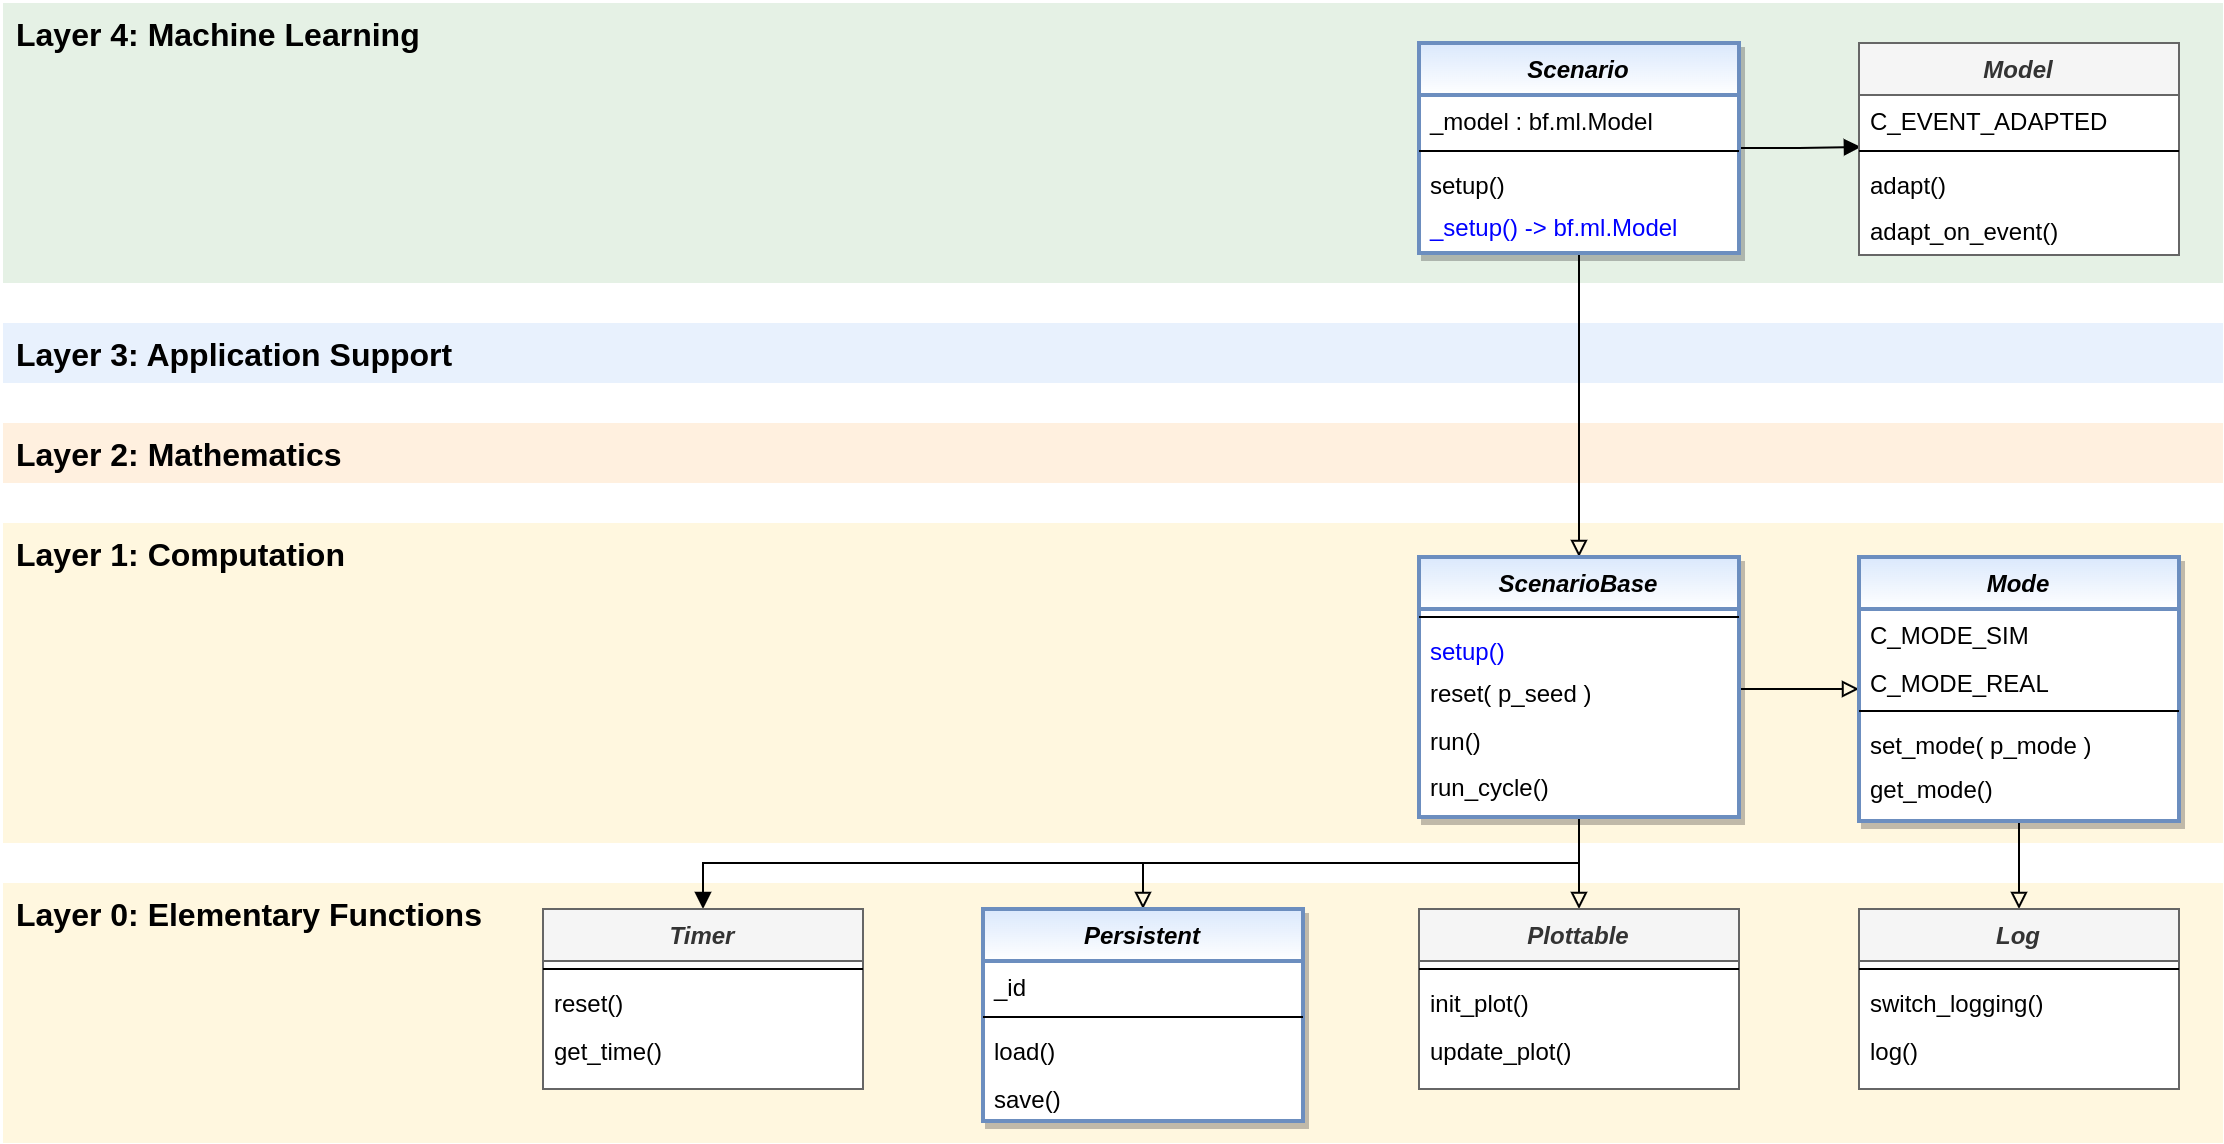 Layer 4: Machine Learning
Scenario
_model : bf.ml.Model
setup()
_setup() -> bf.ml.Model
Model
C_EVENT_ADAPTED
adapt()
adapt_on_event()
Layer 3: Application Support
Layer 2: Mathematics
Layer 1: Computation
ScenarioBase
setup()
reset( p_seed )
run()
run_cycle()
Mode
C_MODE_SIM
C_MODE_REAL
set_mode( p_mode )
get_mode()
Layer 0: Elementary Functions
Timer
reset()
get_time()
Persistent
_id
load()
save()
Plottable
init_plot()
update_plot()
Log
switch_logging()
log()